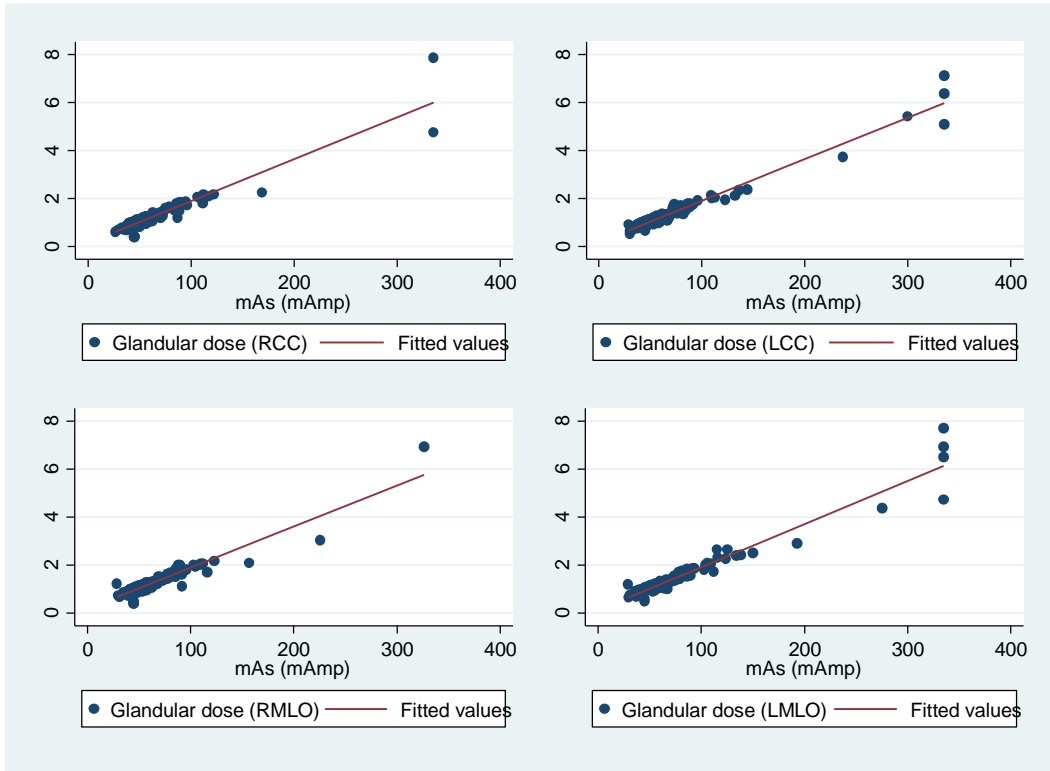 8
6
4
2
0
0 100 200 300 400
mAs (mAmp)
Glandular dose (RCC) Fitted values
8
6
4
2
0
0 100 200 300 400
mAs (mAmp)
Glandular dose (LCC) Fitted values
8
6
4
2
0
0 100 200 300 400
mAs (mAmp)
Glandular dose (RMLO) Fitted values
8
6
4
2
0
0 100 200 300 400
mAs (mAmp)
Glandular dose (LMLO) Fitted values